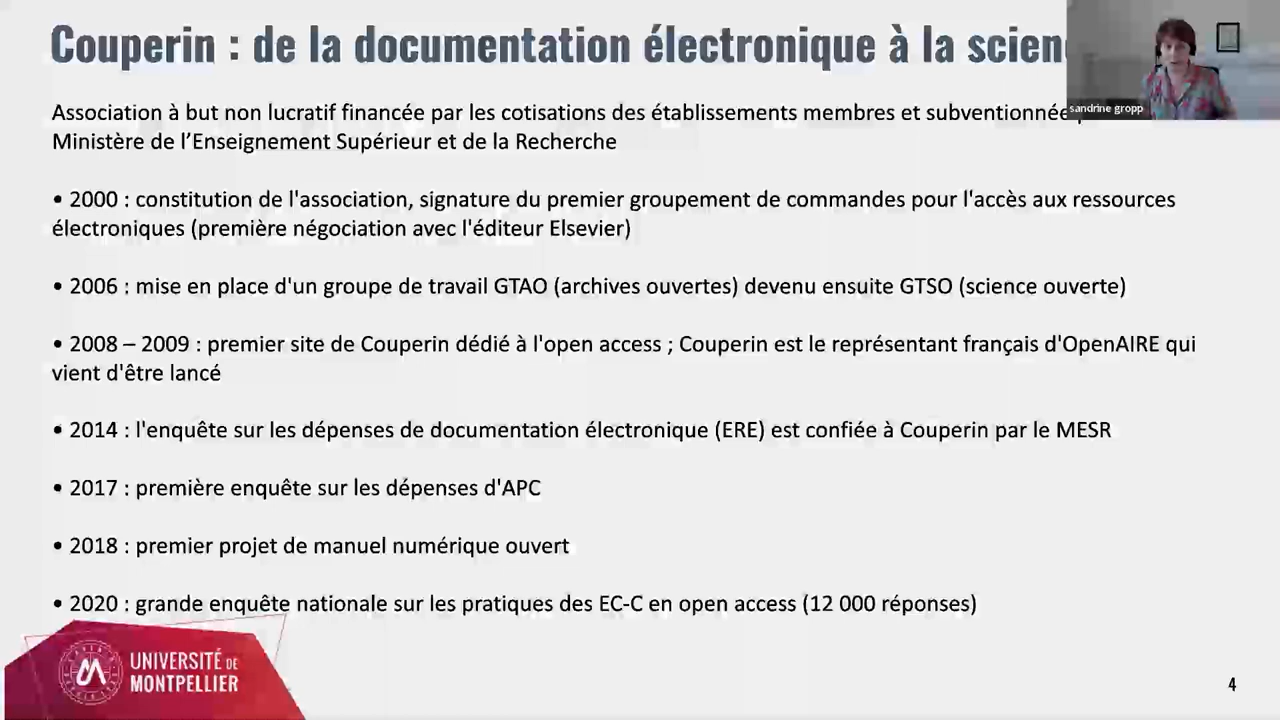 Couperin : de la documentation électronique à la scien
sandrine gropp
Association à but non lucratif financée par les cotisations des établissements membres et subventionnée
Ministère de l’Enseignement Supérieur et de la Recherche
• 2000 : constitution de l'association, signature du premier groupement de commandes pour l'accès aux ressources
électroniques (première négociation avec l'éditeur Elsevier)
• 2006 : mise en place d'un groupe de travail GTAO (archives ouvertes) devenu ensuite GTSO (science ouverte)
• 2008 – 2009 : premier site de Couperin dédié à l'open access ; Couperin est le représentant français d'OpenAIRE qui
vient d'être lancé
• 2014 : l'enquête sur les dépenses de documentation électronique (ERE) est confiée à Couperin par le MESR
• 2017 : première enquête sur les dépenses d'APC
• 2018 : premier projet de manuel numérique ouvert
• 2020 : grande enquête nationale sur les pratiques des EC-C en open access (12 000 réponses)
UNIVERSITÉ DE
MONTPELLIER
4